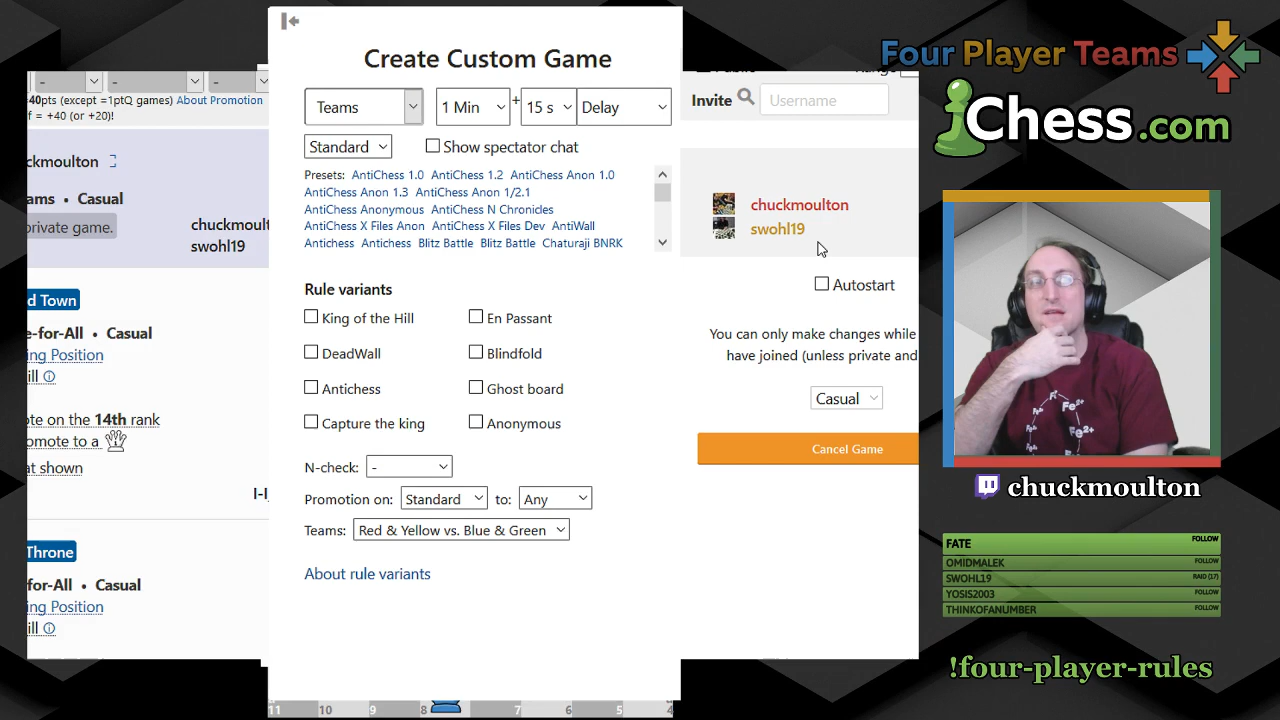 Create Custom Game
Teams 1 Min + 15 s Delay
Standard Show spectator chat
Presets: AntiChess 1.0 AntiChess 1.2 AntiChess Anon 1.0
AntiChess Anon 1.3 AntiChess Anon 1/2.1
AntiChess Anonymous AntiChess N Chronicles
AntiChess X Files Anon AntiChess X Files Dev AntiWall
Antichess Antichess Blitz Battle Blitz Battle Chaturaji BNRK
Rule variants
King of the Hill En Passant
DeadWall Blindfold
Antichess Ghost board
Capture the king Anonymous
N-check: -
Promotion on: Standard to: Any
Teams: Red & Yellow vs. Blue & Green
About rule variants
11 10 9 8 7 6 5 4
- - -
40pts (except =1ptQ games) About Promotion
f = +40 (or +20)!
ckmoulton
ams • Casual
private game.
chuckmoult
swohl19
d Town
e-for-All • Casual
ing Position
ill
ote on the 14th rank
omote to a
at shown
I-I
Throne
for-All • Casual
ing Position
ill
Invite Username
chuckmoulton
swohl19
Autostart
You can only make changes while
have joined (unless private and
Casual
Cancel Game
Four Player Teams
Chess.com
chuckmoulton
FATE FOLLOW
OMIDMALEK FOLLOW
SWOHL19 RAID (17)
YOSIS2003 FOLLOW
THINKOFANUMBER FOLLOW
!four-player-rules